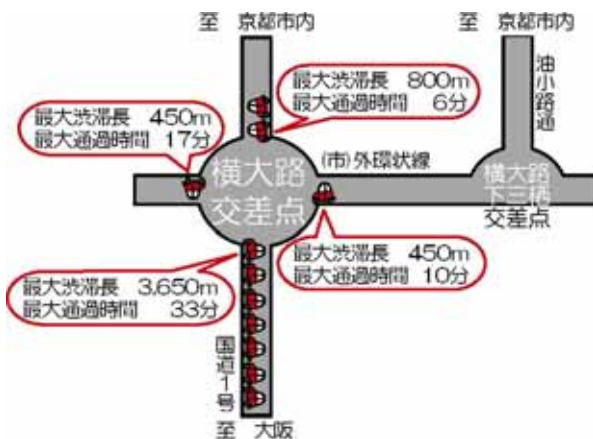 至 京都市内
至 京都市内
油小路通
最大渋滞長 800m
最大通過時間 6分
最大渋滞長 450m
最大通過時間 17分
(市)外環状線
横大路
交差点
横大路
下三栖
交差点
最大渋滞長 450m
最大通過時間 10分
最大渋滞長 3,650m
最大通過時間 33分
国道1号
至 大阪